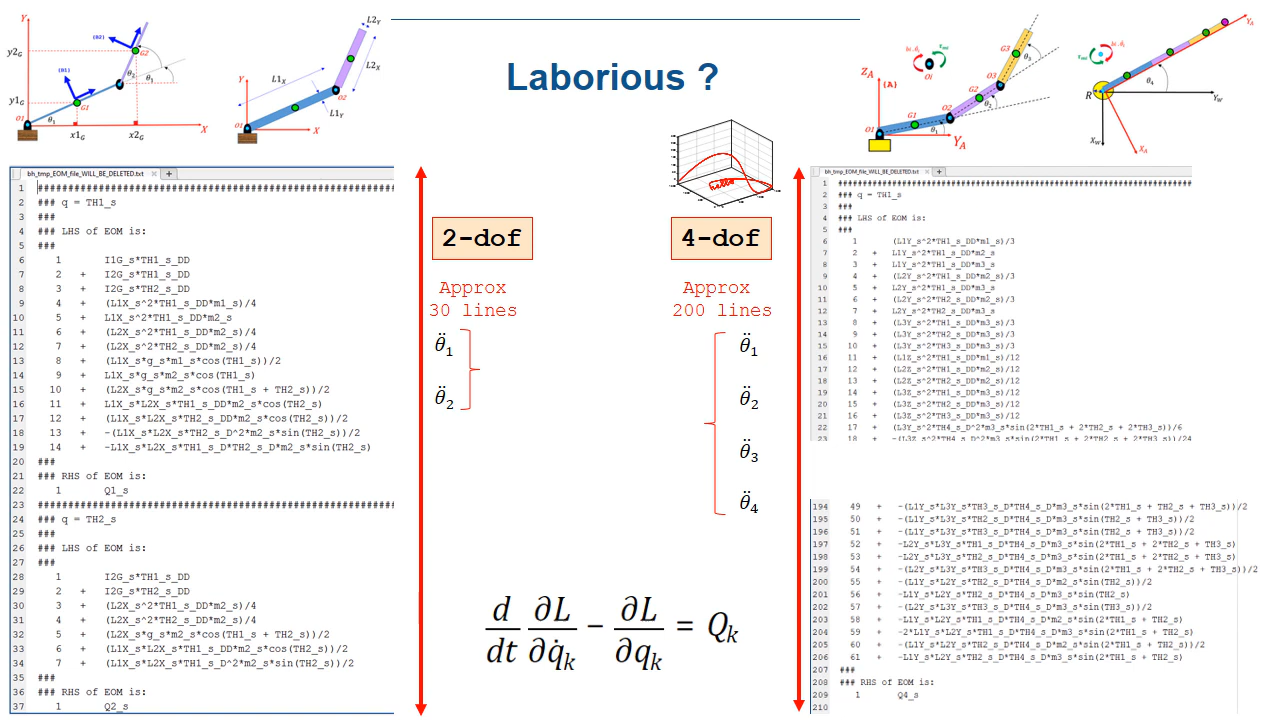 Laborious ?
Y
y2G
y1G
(B2)
(B1)
G2
G1
θ2
θ1
θ1
O1
x1G
x2G
X
L2Y
L2X
L1X
L1Y
Y
O2
O1
X
ZA
(A)
O1
G1
O2
G2
O3
G3
θ1
θ2
θ3
YA
O1
R
θ4
YA
YW
XW
XA
bh_tmp_EOM_file_WILL_BE_DELETED.txt × +
1 ##########################################################
2 ### q = TH1_s
3 ###
4 ### LHS of EOM is:
5 ###
6 1 I1G_s*TH1_s_DD
7 2 + I2G_s*TH1_s_DD
8 3 + I2G_s*TH2_s_DD
9 4 + (L1X_s^2*TH1_s_DD*m1_s)/4
10 5 + L1X_s^2*TH1_s_DD*m2_s
11 6 + (L2X_s^2*TH1_s_DD*m2_s)/4
12 7 + (L2X_s^2*TH2_s_DD*m2_s)/4
13 8 + (L1X_s*g_s*m1_s*cos(TH1_s))/2
14 9 + L1X_s*g_s*m2_s*cos(TH1_s)
15 10 + (L2X_s*g_s*m2_s*cos(TH1_s + TH2_s))/2
16 11 + L1X_s*L2X_s*TH1_s_DD*m2_s*cos(TH2_s)
17 12 + (L1X_s*L2X_s*TH2_s_DD*m2_s*cos(TH2_s))/2
18 13 + -(L1X_s*L2X_s*TH2_s_D^2*m2_s*sin(TH2_s))/2
19 14 + -L1X_s*L2X_s*TH1_s_D*TH2_s_D*m2_s*sin(TH2_s)
20 ###
21 ### RHS of EOM is:
22 1 Q1_s
23 ##########################################################
24 ### q = TH2_s
25 ###
26 ### LHS of EOM is:
27 ###
28 1 I2G_s*TH1_s_DD
29 2 + I2G_s*TH2_s_DD
30 3 + (L2X_s^2*TH1_s_DD*m2_s)/4
31 4 + (L2X_s^2*TH2_s_DD*m2_s)/4
32 5 + (L2X_s*g_s*m2_s*cos(TH1_s + TH2_s))/2
33 6 + (L1X_s*L2X_s*TH1_s_DD*m2_s*cos(TH2_s))/2
34 7 + (L1X_s*L2X_s*TH1_s_D^2*m2_s*sin(TH2_s))/2
35 ###
36 ### RHS of EOM is:
37 1 Q2_s
2-dof
Approx
30 lines
θ̈1
θ̈2
hello
4-dof
Approx
200 lines
θ̈1
θ̈2
θ̈3
θ̈4
d/dt ∂L/∂q̇k − ∂L/∂qk = Qk
bh_tmp_EOM_file_WILL_BE_DELETED.txt × +
1 ##########################################################
2 ### q = TH1_s
3 ###
4 ### LHS of EOM is:
5 ###
6 1 (L1Y_s^2*TH1_s_DD*m1_s)/3
7 2 + L1Y_s^2*TH1_s_DD*m2_s
8 3 + L1Y_s^2*TH1_s_DD*m3_s
9 4 + (L2Y_s^2*TH1_s_DD*m2_s)/3
10 5 + L2Y_s^2*TH1_s_DD*m3_s
11 6 + (L2Y_s^2*TH2_s_DD*m2_s)/3
12 7 + L2Y_s^2*TH2_s_DD*m3_s
13 8 + (L3Y_s^2*TH1_s_DD*m3_s)/3
14 9 + (L3Y_s^2*TH2_s_DD*m3_s)/3
15 10 + (L3Y_s^2*TH3_s_DD*m3_s)/3
16 11 + (L1Z_s^2*TH1_s_DD*m1_s)/12
17 12 + (L2Z_s^2*TH1_s_DD*m2_s)/12
18 13 + (L2Z_s^2*TH2_s_DD*m2_s)/12
19 14 + (L3Z_s^2*TH1_s_DD*m3_s)/12
20 15 + (L3Z_s^2*TH2_s_DD*m3_s)/12
21 16 + (L3Z_s^2*TH3_s_DD*m3_s)/12
22 17 + (L3Y_s^2*TH4_s_D^2*m3_s*sin(2*TH1_s + 2*TH2_s + 2*TH3_s))/6
23 18 + -(L3Z_s^2*TH4_s_D^2*m3_s*sin(2*TH1_s + 2*TH2_s + 2*TH3_s))/24
194 49 + -(L1Y_s*L3Y_s*TH3_s_D*TH4_s_D*m3_s*sin(2*TH1_s + TH2_s + TH3_s))/2
195 50 + -(L1Y_s*L3Y_s*TH2_s_D*TH4_s_D*m3_s*sin(TH2_s + TH3_s))/2
196 51 + -(L1Y_s*L3Y_s*TH3_s_D*TH4_s_D*m3_s*sin(TH2_s + TH3_s))/2
197 52 + -L2Y_s*L3Y_s*TH1_s_D*TH4_s_D*m3_s*sin(2*TH1_s + 2*TH2_s + TH3_s)
198 53 + -L2Y_s*L3Y_s*TH2_s_D*TH4_s_D*m3_s*sin(2*TH1_s + 2*TH2_s + TH3_s)
199 54 + -(L2Y_s*L3Y_s*TH3_s_D*TH4_s_D*m3_s*sin(2*TH1_s + 2*TH2_s + TH3_s))/2
200 55 + -(L1Y_s*L2Y_s*TH2_s_D*TH4_s_D*m2_s*sin(TH2_s))/2
201 56 + -L1Y_s*L2Y_s*TH2_s_D*TH4_s_D*m3_s*sin(TH2_s)
202 57 + -(L2Y_s*L3Y_s*TH3_s_D*TH4_s_D*m3_s*sin(TH3_s))/2
203 58 + -L1Y_s*L2Y_s*TH1_s_D*TH4_s_D*m2_s*sin(2*TH1_s + TH2_s)
204 59 + -2*L1Y_s*L2Y_s*TH1_s_D*TH4_s_D*m3_s*sin(2*TH1_s + TH2_s)
205 60 + -(L1Y_s*L2Y_s*TH2_s_D*TH4_s_D*m2_s*sin(2*TH1_s + TH2_s))/2
206 61 + -L1Y_s*L2Y_s*TH2_s_D*TH4_s_D*m3_s*sin(2*TH1_s + TH2_s)
207 ###
208 ### RHS of EOM is:
209 1 Q4_s
210